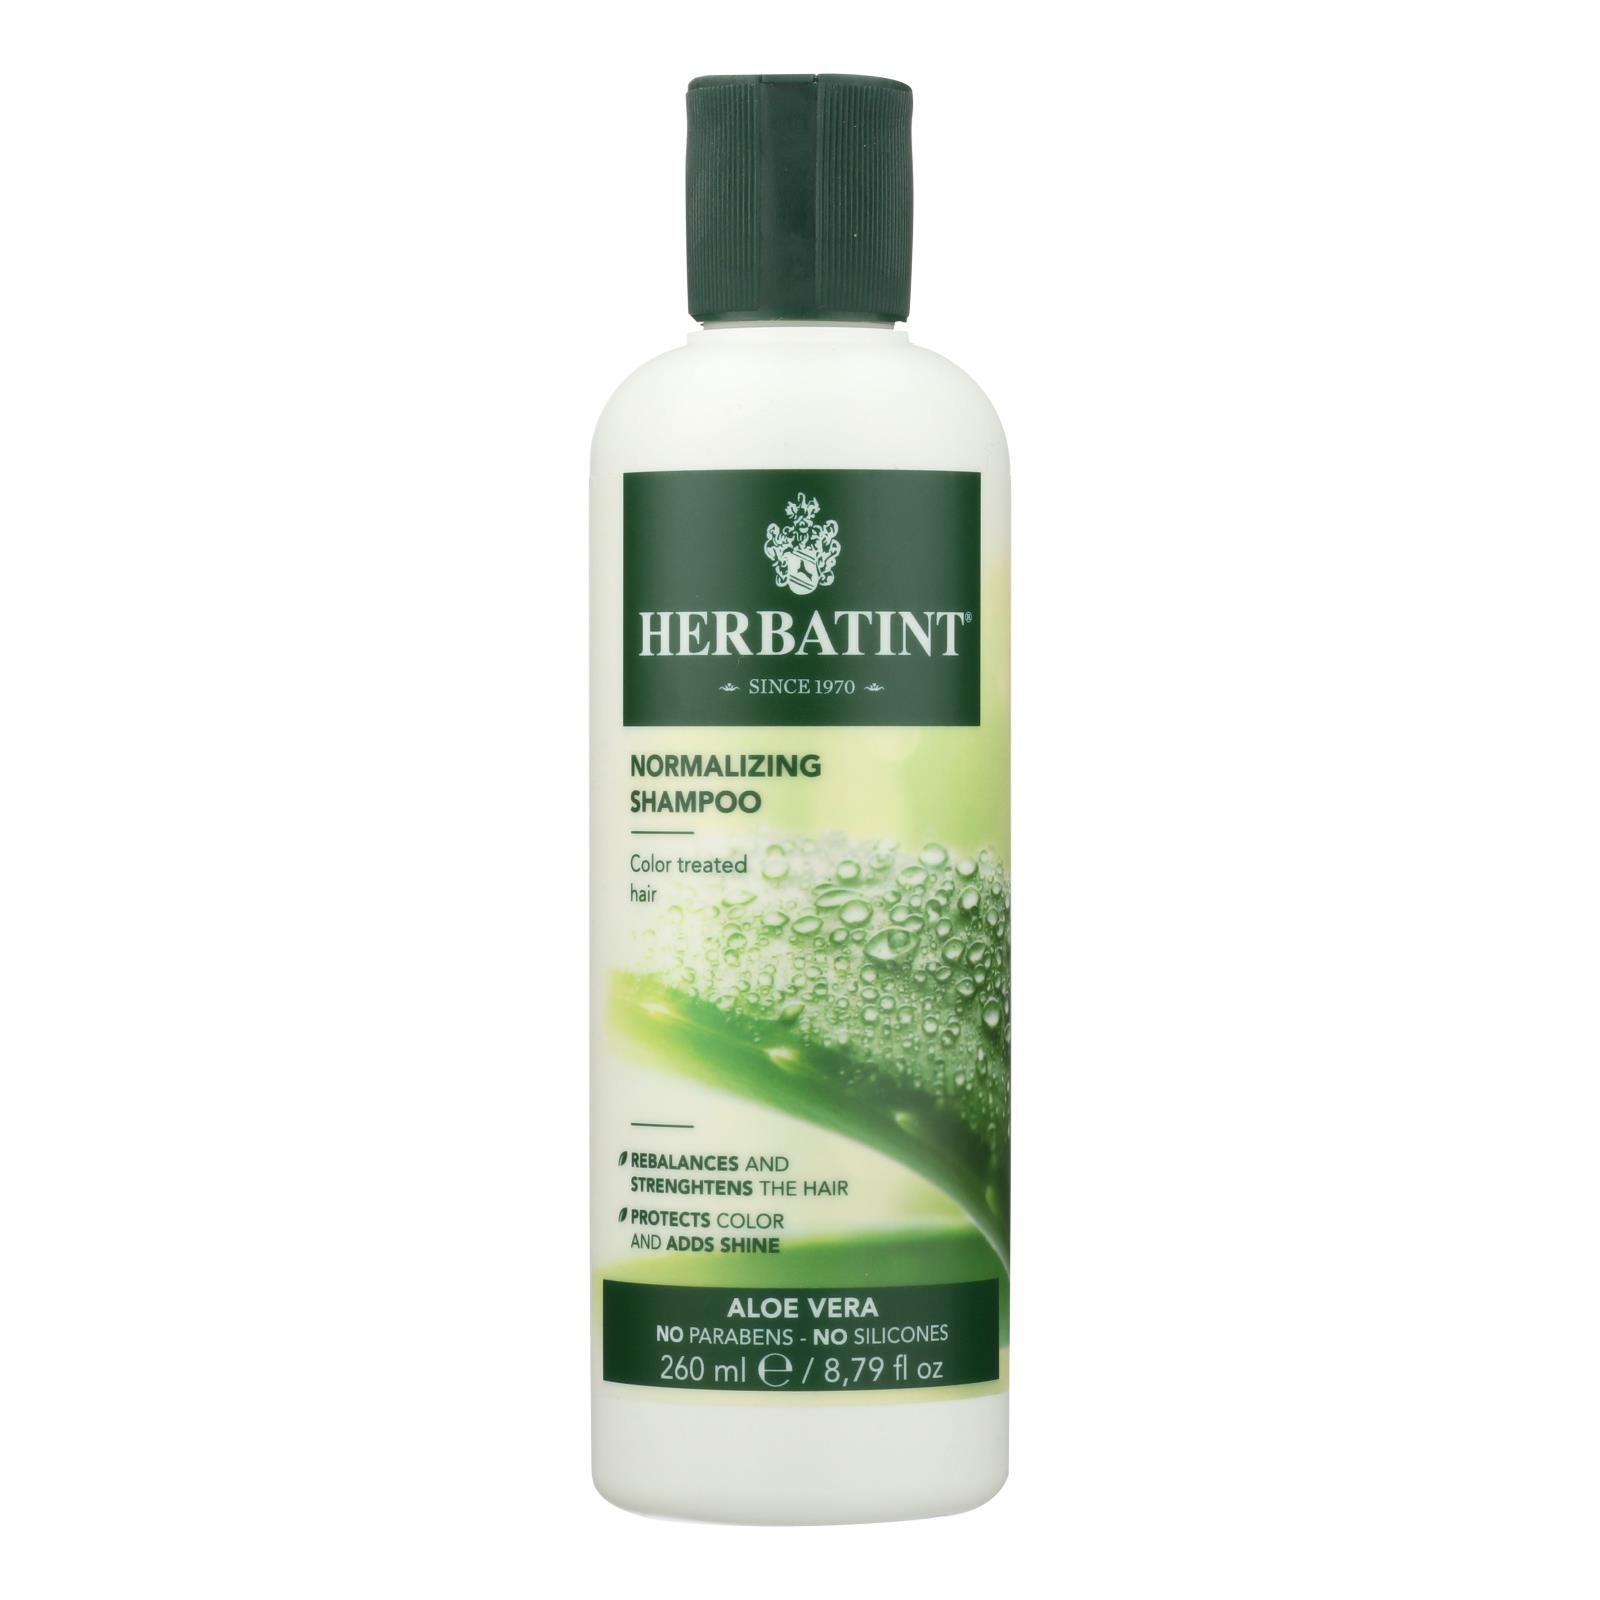 HERBATINT®
SINCE 1970
NORMALIZING
SHAMPOO
Color treated
hair
REBALANCES AND
STRENGHTENS THE HAIR
PROTECTS COLOR
AND ADDS SHINE
ALOE VERA
NO PARABENS - NO SILICONES
260 ml ℮ / 8,79 fl oz